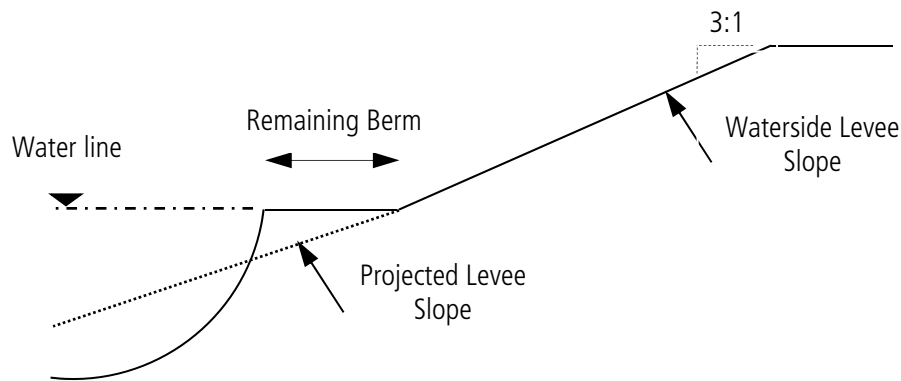 3:1
Remaining Berm
Water line
Waterside Levee
Slope
Projected Levee
Slope